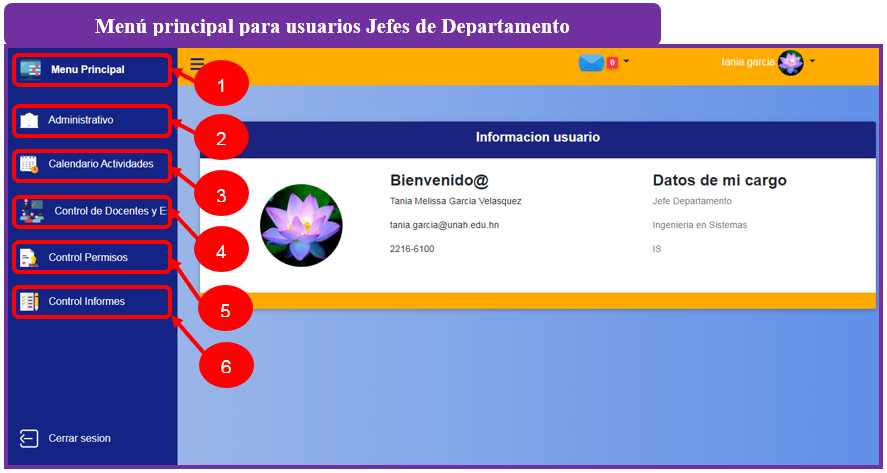 Menú principal para usuarios Jefes de Departamento
Menu Principal
0
tania.garcia
1
Administrativo
2
Informacion usuario
Calendario Actividades
3
Bienvenido@
Datos de mi cargo
Tania Melissa Garcia Velasquez
Jefe Departamento
Control de Docentes y E
4
tania.garcia@unah.edu.hn
Ingenieria en Sistemas
2216-6100
IS
Control Permisos
5
Control Informes
6
Cerrar sesion